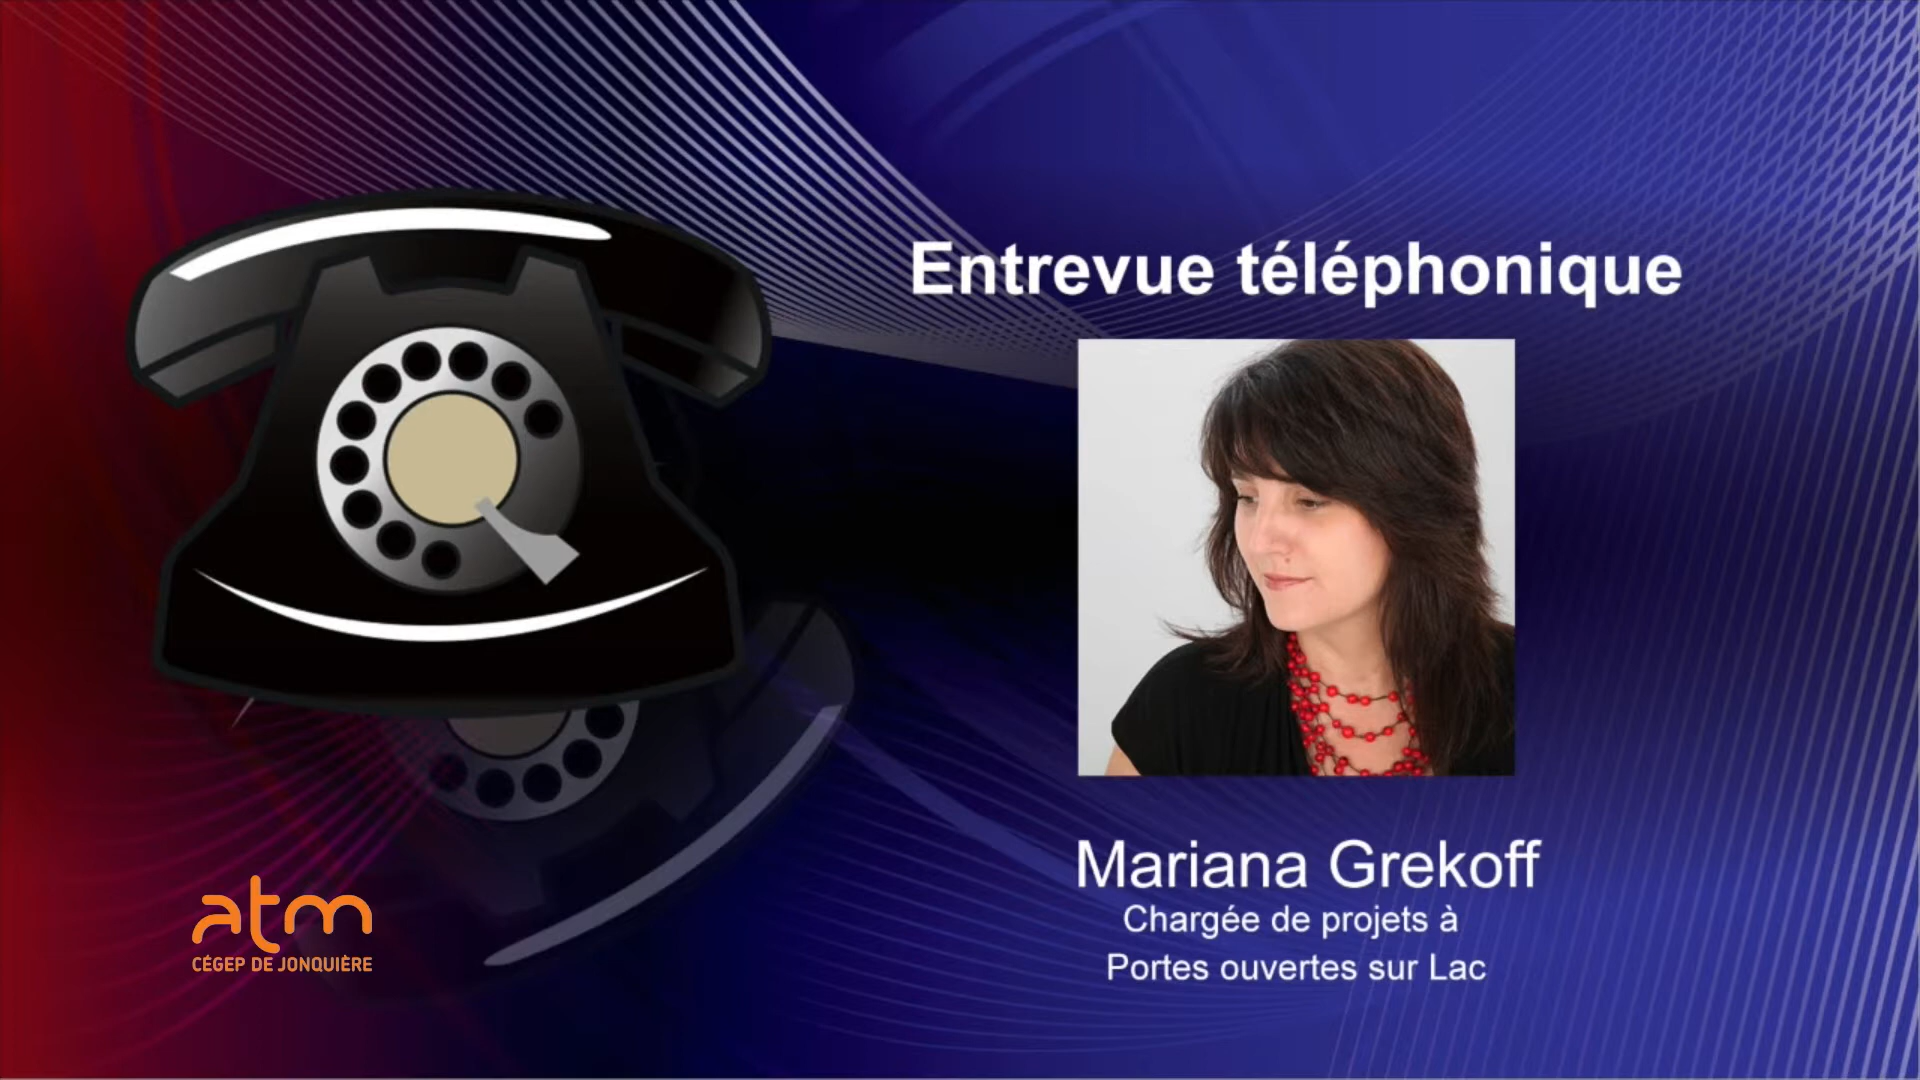 Entrevue téléphonique
Mariana Grekoff
Chargée de projets à
Portes ouvertes sur Lac
atm
CÉGEP DE JONQUIÈRE